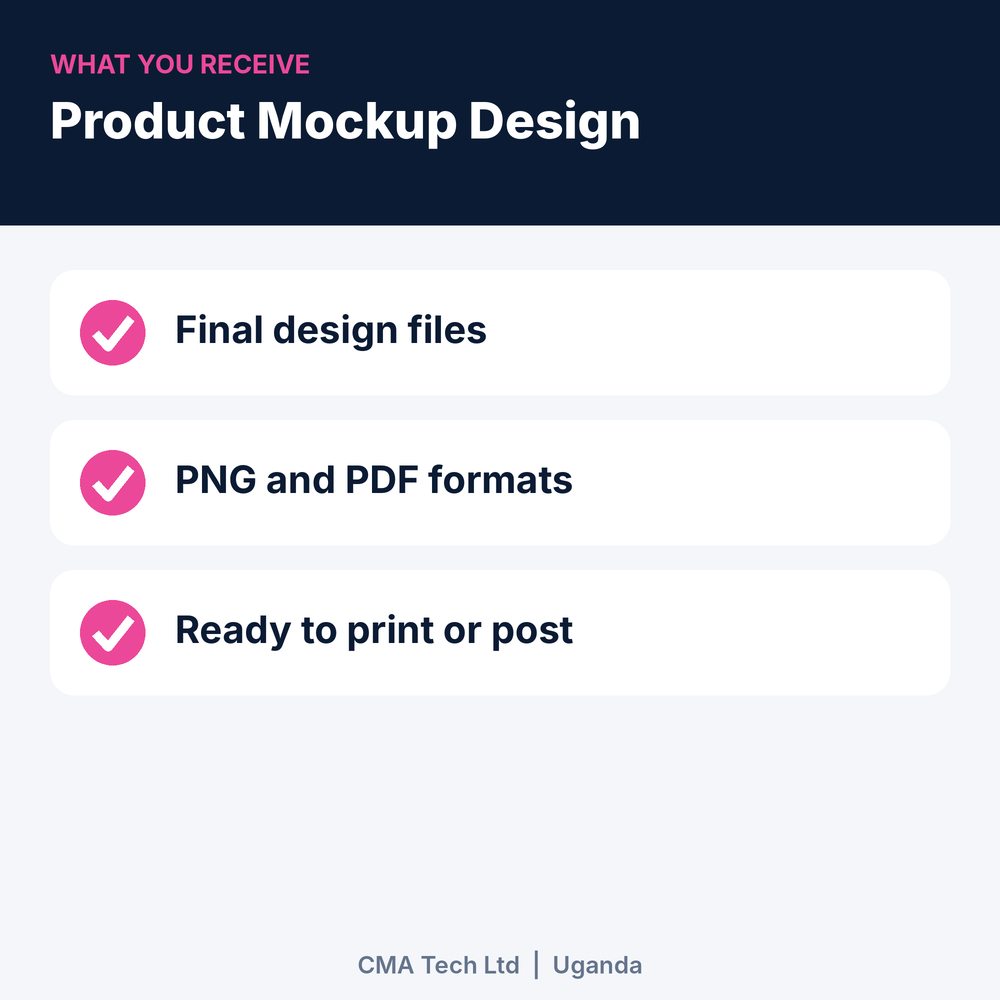 WHAT YOU RECEIVE
Product Mockup Design
Final design files
PNG and PDF formats
Ready to print or post
CMA Tech Ltd | Uganda